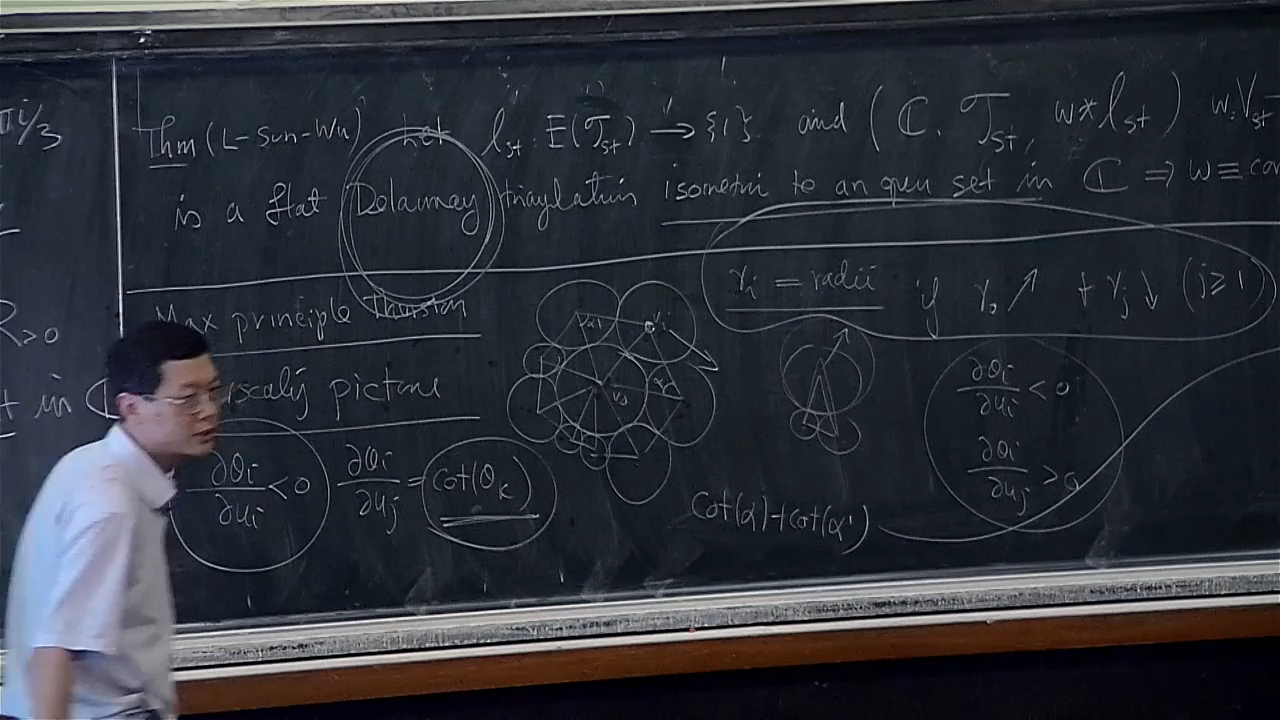 πi/3
Thm (L-Sun-Wu) Let l_st : E(𝒯_st) → {1} and (ℂ, 𝒯_st, w*l_st) w: V_st
is a flat Delaunay triangulation isometric to an open set in ℂ ⇒ w ≡ con
R>0
Max principle Thurston
r_i = radii if r_0 ↗ + r_j ↓ (j≥1)
t in ℂ
scaling picture
∂θ_i/∂u_i < 0
∂θ_i/∂u_j > 0
∂θ_i/∂u_i < 0 ∂θ_i/∂u_j = cot(θ_k)
cot(α)+cot(α')